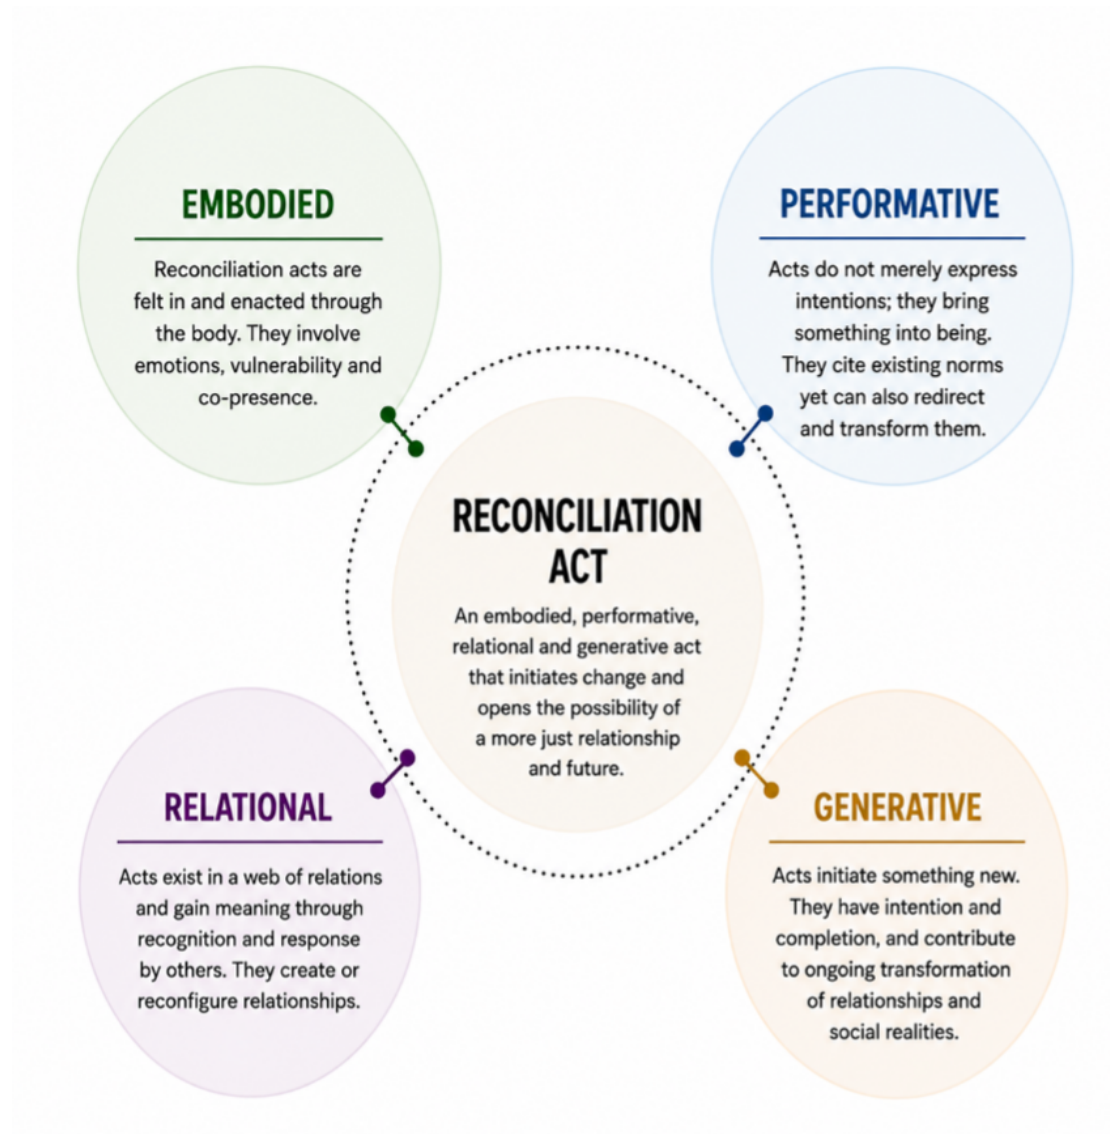 EMBODIED
Reconciliation acts are
felt in and enacted through
the body. They involve
emotions, vulnerability and
co-presence.
PERFORMATIVE
Acts do not merely express
intentions; they bring
something into being.
They cite existing norms
yet can also redirect
and transform them.
RECONCILIATION
ACT
An embodied, performative,
relational and generative act
that initiates change and
opens the possibility of
a more just relationship
and future.
RELATIONAL
Acts exist in a web of relations
and gain meaning through
recognition and response
by others. They create or
reconfigure relationships.
GENERATIVE
Acts initiate something new.
They have intention and
completion, and contribute
to ongoing transformation
of relationships and
social realities.